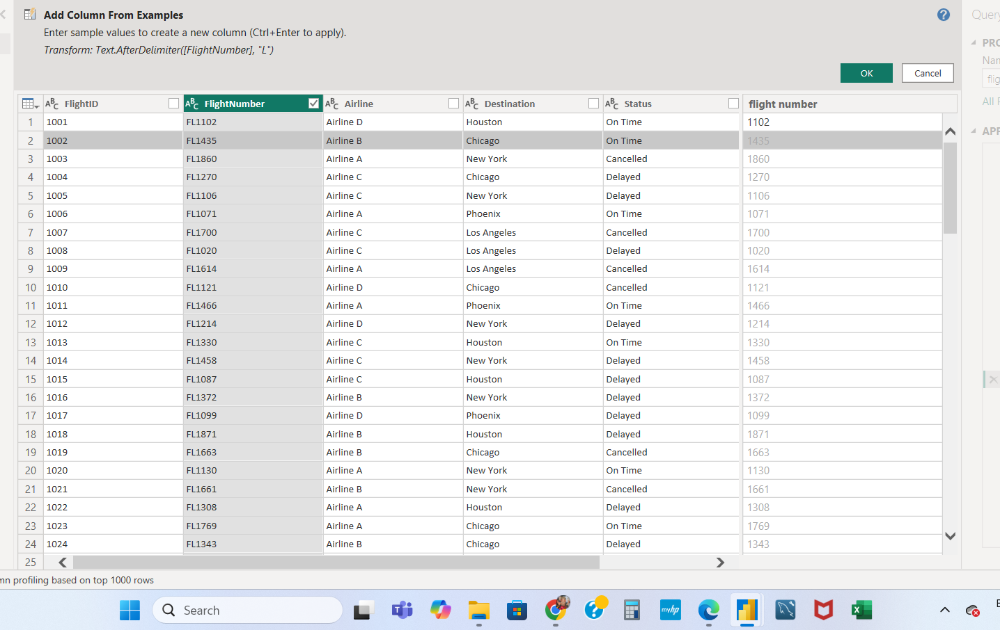 Add Column From Examples
Enter sample values to create a new column (Ctrl+Enter to apply).
Transform: Text.AfterDelimiter([FlightNumber], "L")
OK Cancel
ABC FlightID ABC FlightNumber ABC Airline ABC Destination ABC Status flight number
1 1001 FL1102 Airline D Houston On Time 1102
2 1002 FL1435 Airline B Chicago On Time 1435
3 1003 FL1860 Airline A New York Cancelled 1860
4 1004 FL1270 Airline C Chicago Delayed 1270
5 1005 FL1106 Airline C New York Delayed 1106
6 1006 FL1071 Airline A Phoenix On Time 1071
7 1007 FL1700 Airline C Los Angeles Cancelled 1700
8 1008 FL1020 Airline C Los Angeles Delayed 1020
9 1009 FL1614 Airline A Los Angeles Cancelled 1614
10 1010 FL1121 Airline D Chicago Cancelled 1121
11 1011 FL1466 Airline A Phoenix On Time 1466
12 1012 FL1214 Airline D New York Delayed 1214
13 1013 FL1330 Airline C Houston On Time 1330
14 1014 FL1458 Airline C New York Delayed 1458
15 1015 FL1087 Airline C Houston Delayed 1087
16 1016 FL1372 Airline B New York Delayed 1372
17 1017 FL1099 Airline D Phoenix Delayed 1099
18 1018 FL1871 Airline B Houston Delayed 1871
19 1019 FL1663 Airline B Chicago Cancelled 1663
20 1020 FL1130 Airline A New York On Time 1130
21 1021 FL1661 Airline B New York Cancelled 1661
22 1022 FL1308 Airline A Houston Delayed 1308
23 1023 FL1769 Airline A Chicago On Time 1769
24 1024 FL1343 Airline B Chicago Delayed 1343
25
Query
PRO
Nam
flig
All P
APP
mn profiling based on top 1000 rows
Search
myhp